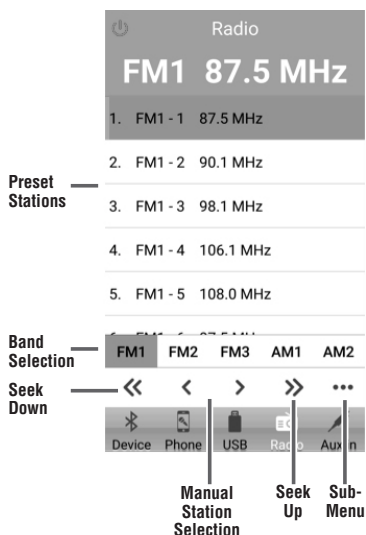 Radio
FM1 87.5 MHz
1. FM1 - 1 87.5 MHz
2. FM1 - 2 90.1 MHz
3. FM1 - 3 98.1 MHz
4. FM1 - 4 106.1 MHz
5. FM1 - 5 108.0 MHz
FM1 FM2 FM3 AM1 AM2
Device Phone USB Radio Aux In
Preset
Stations
Band
Selection
Seek
Down
Manual
Station
Selection
Seek
Up
Sub-
Menu